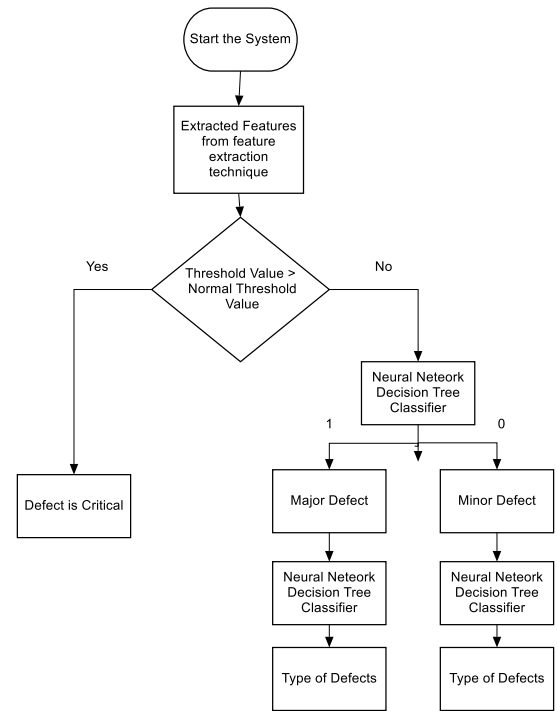 Start the System
Extracted Features
from feature
extraction
technique
Yes
No
Threshold Value >
Normal Threshold
Value
Neural Neteork
Decision Tree
Classifier
1
0
Defect is Critical
Major Defect
Minor Defect
Neural Neteork
Decision Tree
Classifier
Neural Neteork
Decision Tree
Classifier
Type of Defects
Type of Defects